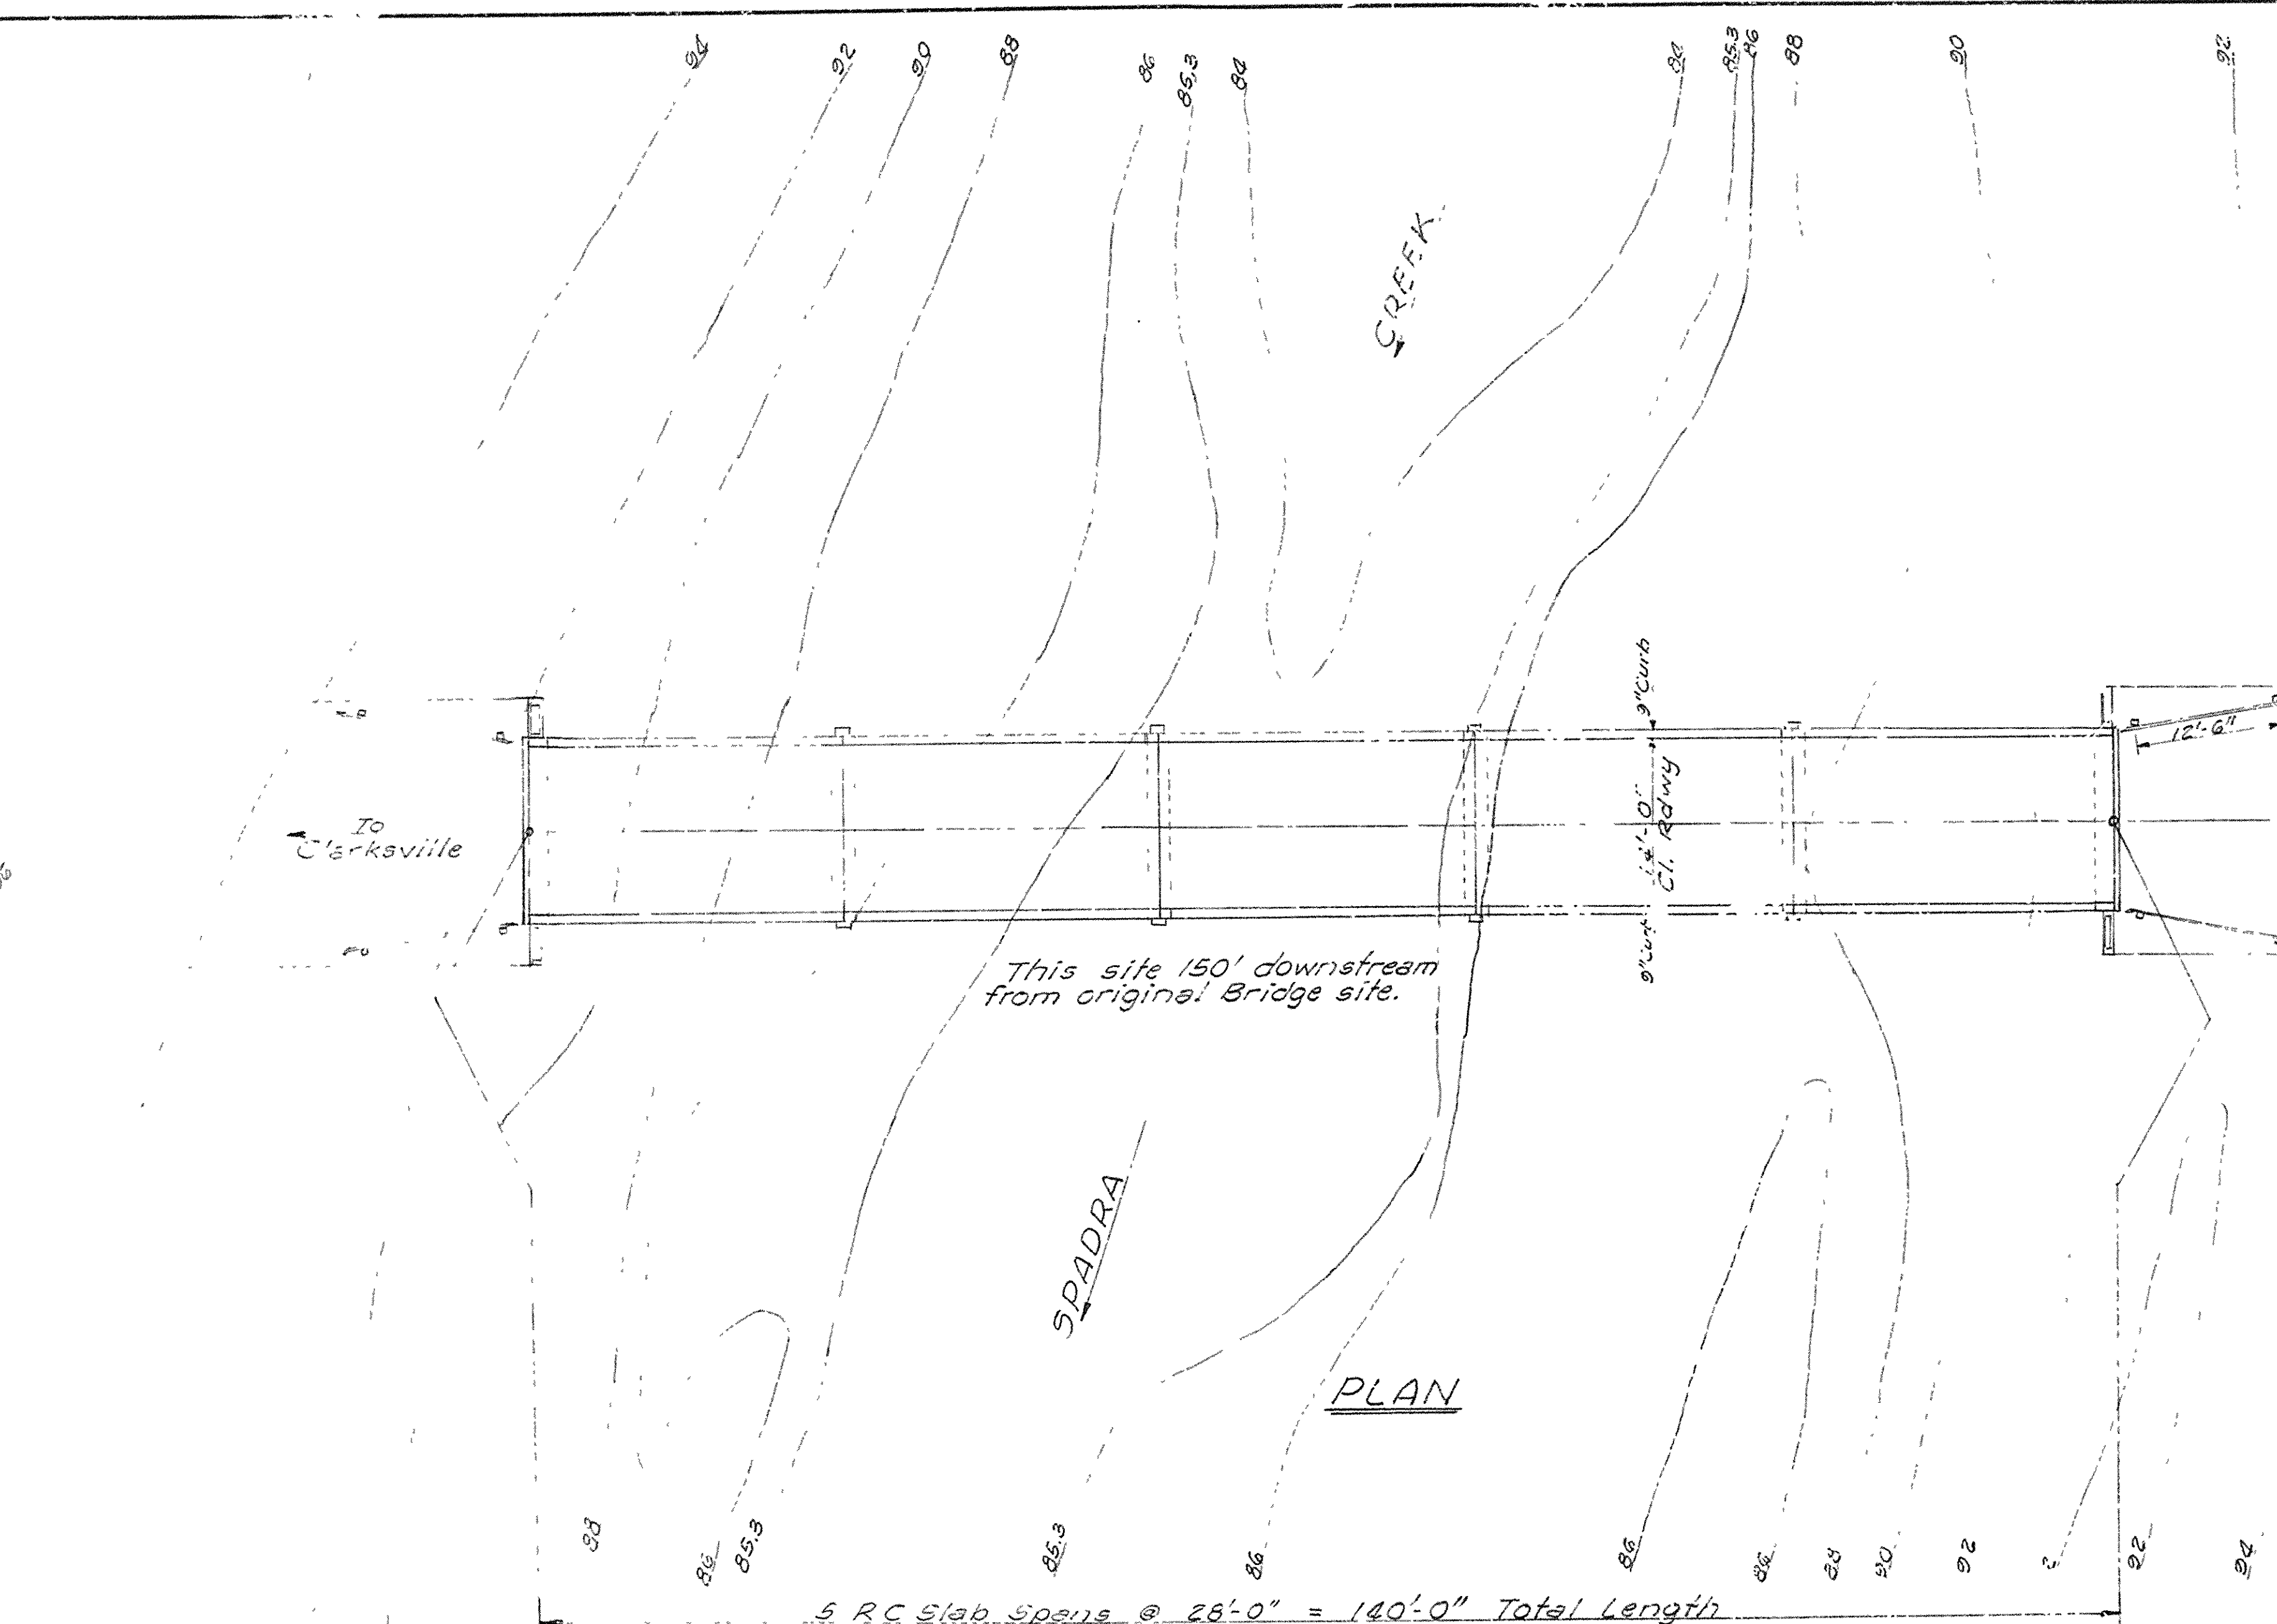 94 92 90 88 86 85.3 84 84 85.3 86 88 90 92
CREEK
9"Curb
12'-6"
14'-0"
Cl. Rdwy
To
Clarksville
9"Curb
This site 150' downstream
from original Bridge site.
SPADRA
PLAN
88 86 85.3 85.3 86 86 86 88 90 92 92 94
5 R C Slab Spans @ 28'-0" = 140'-0" Total Length